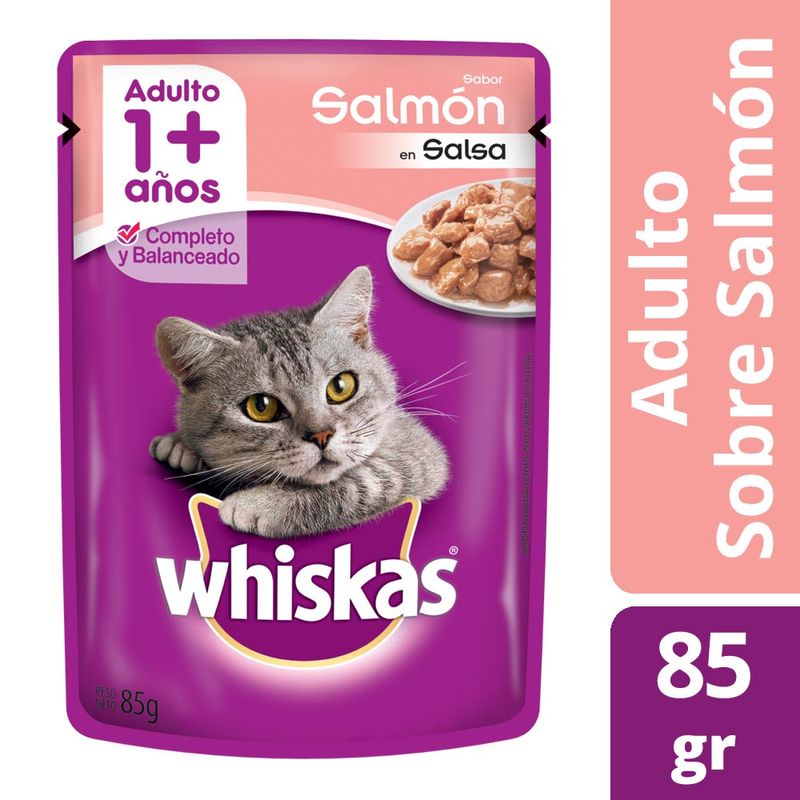 Adulto
1+
años
Completo
y Balanceado
Sabor
Salmón
en Salsa
whiskas®
PESO
NETO 85g
Adulto
Sobre Salmón
85
gr